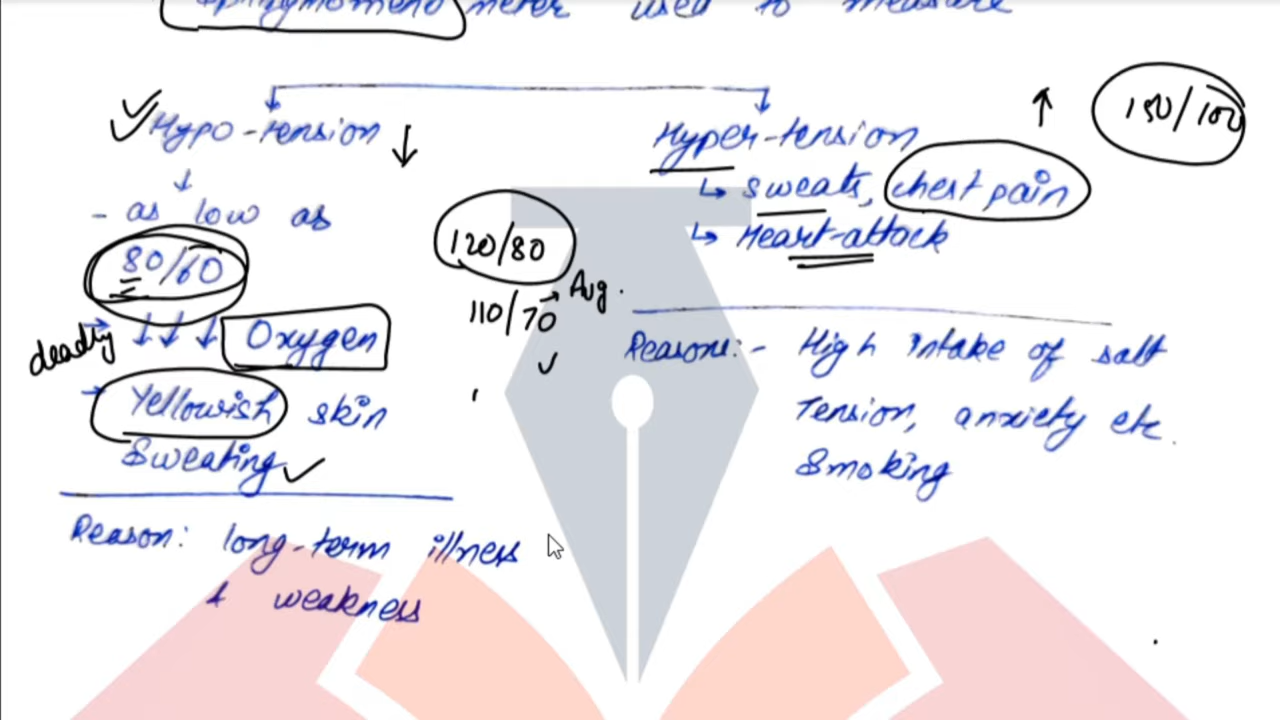 sphygmomeno meter used to measure
Hypo-tension ↓
↓
- as low as
80/60
deadly → ↓ ↓ ↓ Oxygen
→ Yellowish skin
Sweating ✓
Reason: long-term illness
& weakness
120/80
110/70 → Avg.
Hyper-tension ↑ 150/100
↳ sweats, chest pain
↳ Heart-attack
Reasons:- High Intake of salt
Tension, anxiety etc.
Smoking